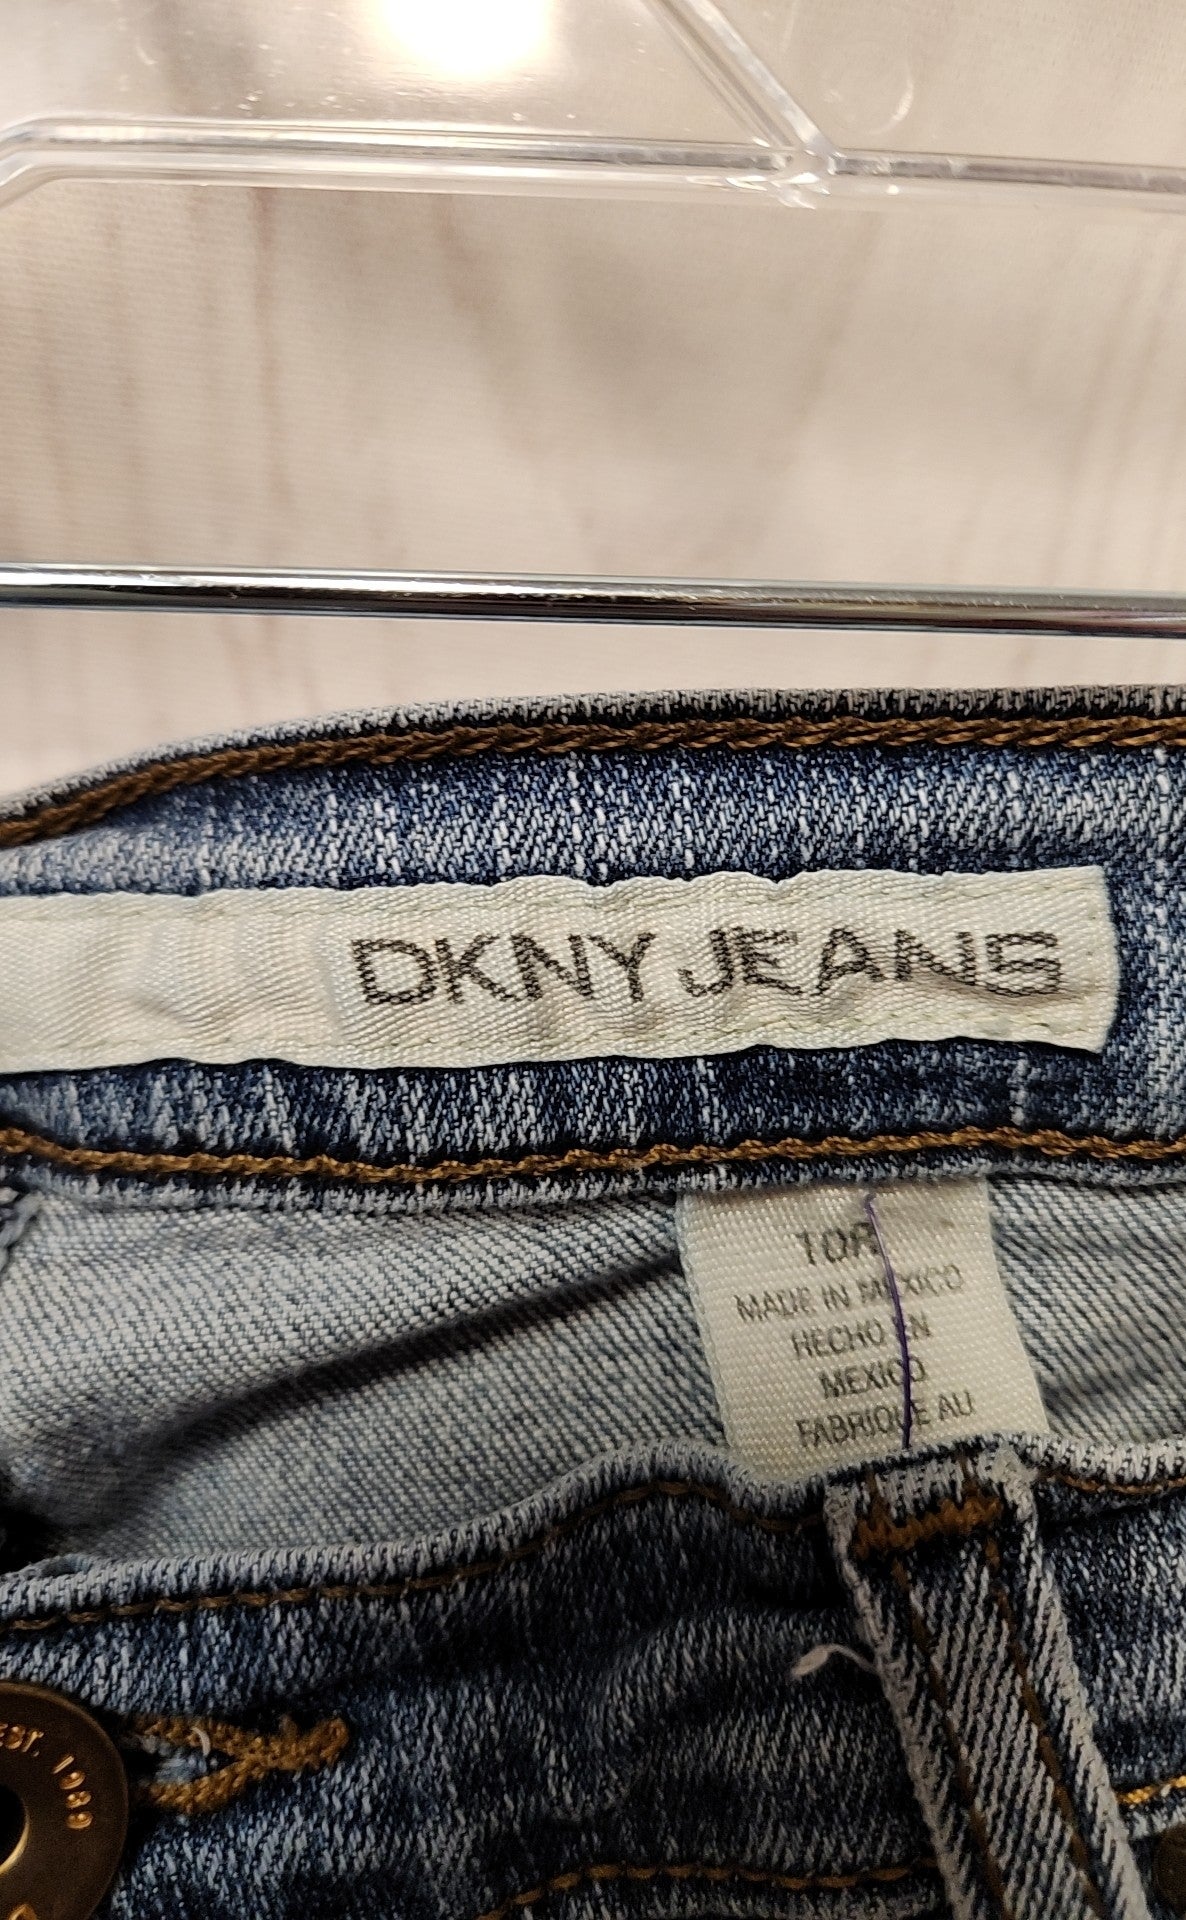 DKNY JEANS
10R
MADE IN MEXICO
HECHO EN
MEXICO
FABRIQUE AU
EST. 1989